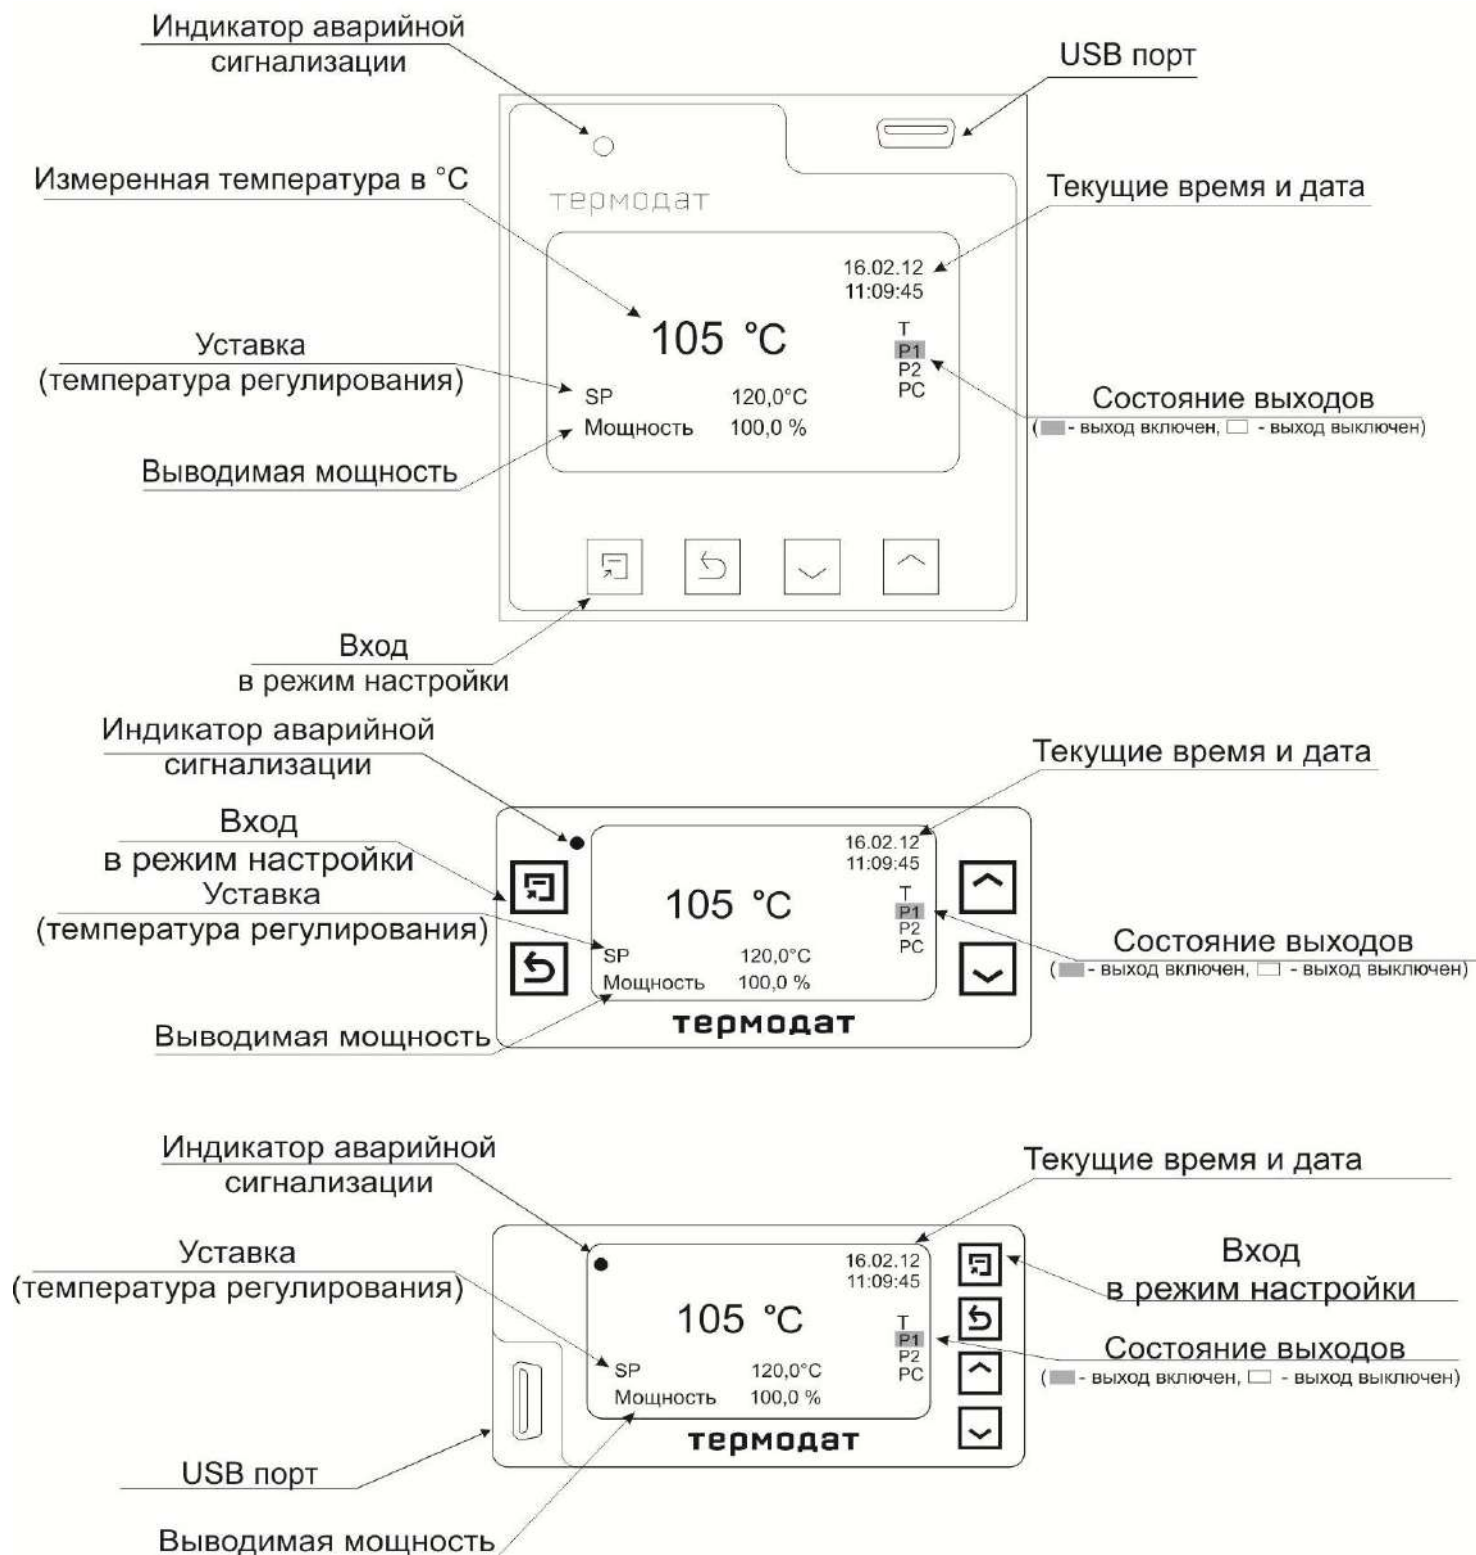 Индикатор аварийной
сигнализации
USB порт
Измеренная температура в °C
Текущие время и дата
термодат
16.02.12
11:09:45
105 °C
T
P1
P2
PC
Уставка
(температура регулирования)
SP 120,0°C
Мощность 100,0 %
Состояние выходов
( - выход включен, - выход выключен)
Выводимая мощность
Вход
в режим настройки
Индикатор аварийной
сигнализации
Текущие время и дата
Вход
в режим настройки
Уставка
(температура регулирования)
16.02.12
11:09:45
105 °C
T
P1
P2
PC
SP 120,0°C
Мощность 100,0 %
Состояние выходов
( - выход включен, - выход выключен)
термодат
Выводимая мощность
Индикатор аварийной
сигнализации
Текущие время и дата
Уставка
(температура регулирования)
16.02.12
11:09:45
105 °C
T
P1
P2
PC
SP 120,0°C
Мощность 100,0 %
Вход
в режим настройки
Состояние выходов
( - выход включен, - выход выключен)
термодат
USB порт
Выводимая мощность